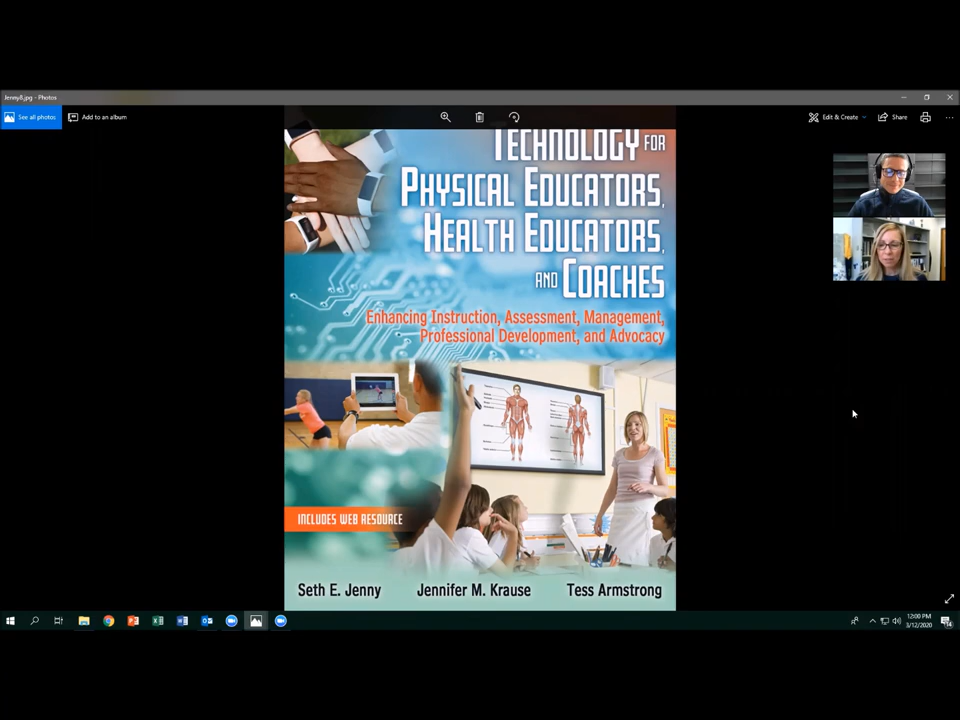 Jenny8.jpg - Photos
See all photos
Add to an album
Edit & Create
Share
TECHNOLOGY FOR
PHYSICAL EDUCATORS,
HEALTH EDUCATORS,
AND COACHES
Enhancing Instruction, Assessment, Management,
Professional Development, and Advocacy
INCLUDES WEB RESOURCE
Seth E. Jenny Jennifer M. Krause Tess Armstrong
12:00 PM
3/12/2020